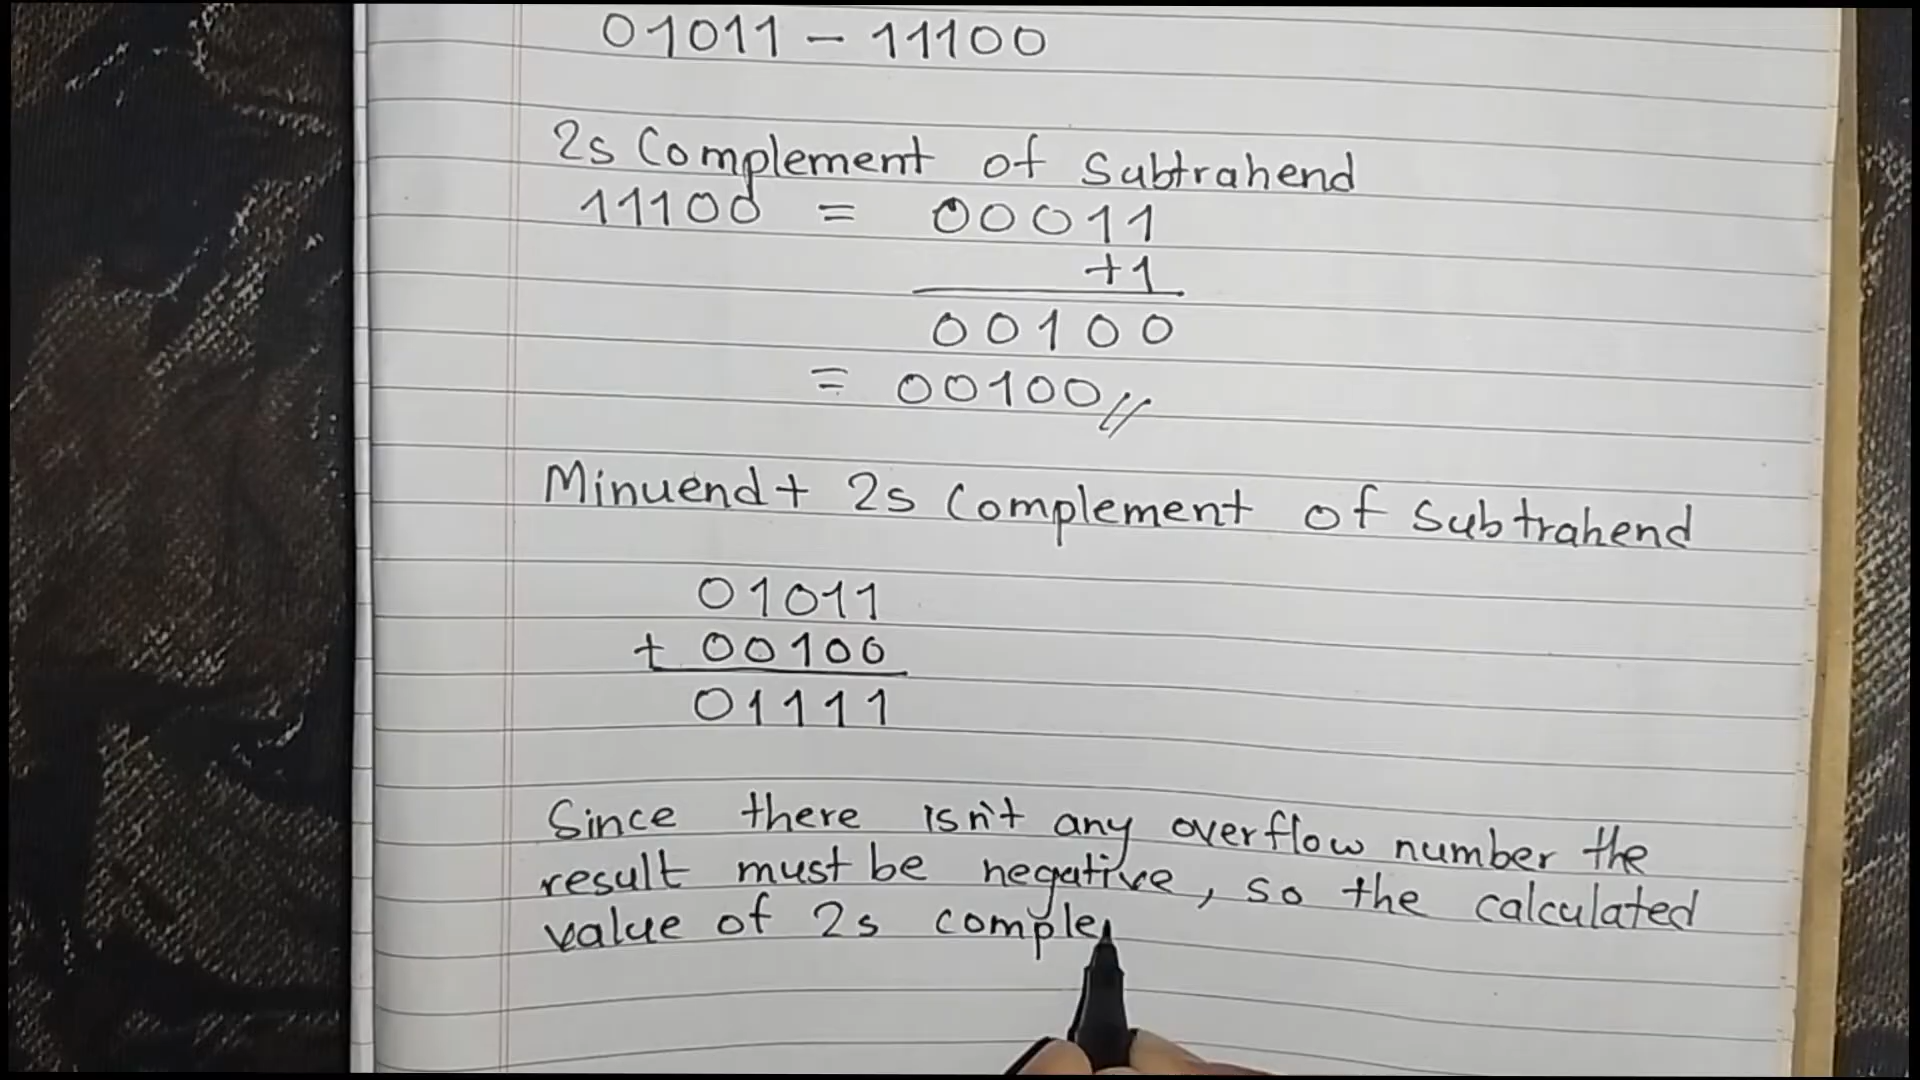 01011 - 11100
2s Complement of Subtrahend
11100 = 00011
+1
00100
= 00100//
Minuend + 2s Complement of Subtrahend
01011
+ 00100
01111
Since there isn't any overflow number the
result must be negative, so the calculated
value of 2s comple